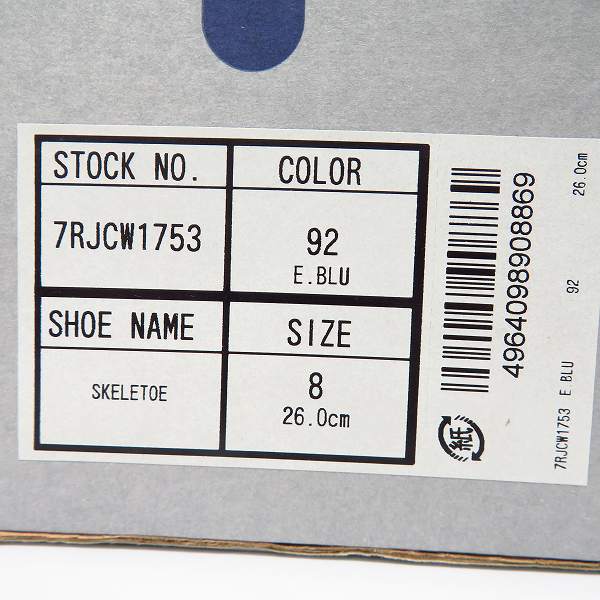 STOCK NO.
COLOR
7RJCW1753
92
E.BLU
SHOE NAME
SIZE
SKELETOE
8
26.0cm
4964098908869
紙
7RJCW1753 E.BLU 92 26.0cm